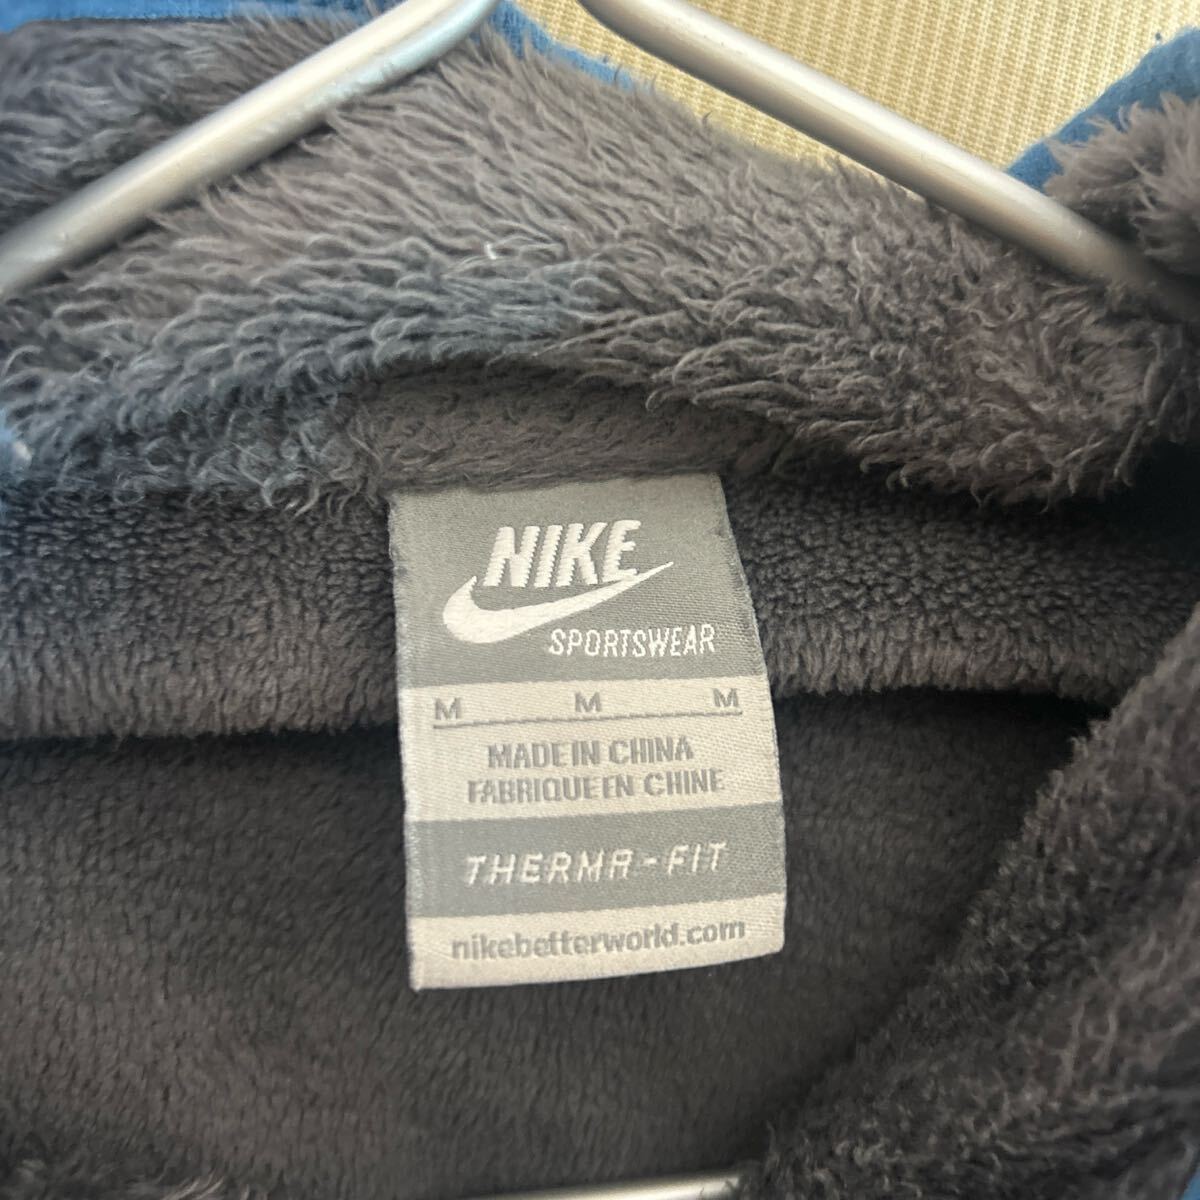 NIKE
SPORTSWEAR
M M M
MADE IN CHINA
FABRIQUE EN CHINE
THERMA-FIT
nikebetterworld.com